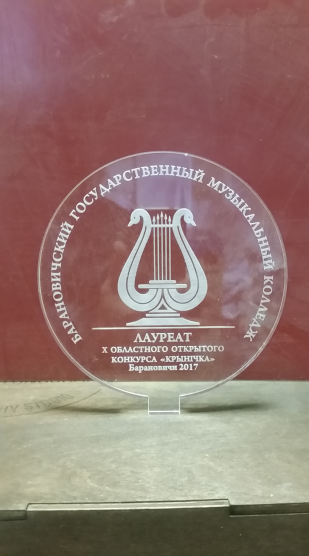 БАРАНОВИЧСКИЙ ГОСУДАРСТВЕННЫЙ МУЗЫКАЛЬНЫЙ КОЛЛЕДЖ
ЛАУРЕАТ
X ОБЛАСТНОГО ОТКРЫТОГО
КОНКУРСА «КРЫНІЧКА»
Барановичи 2017